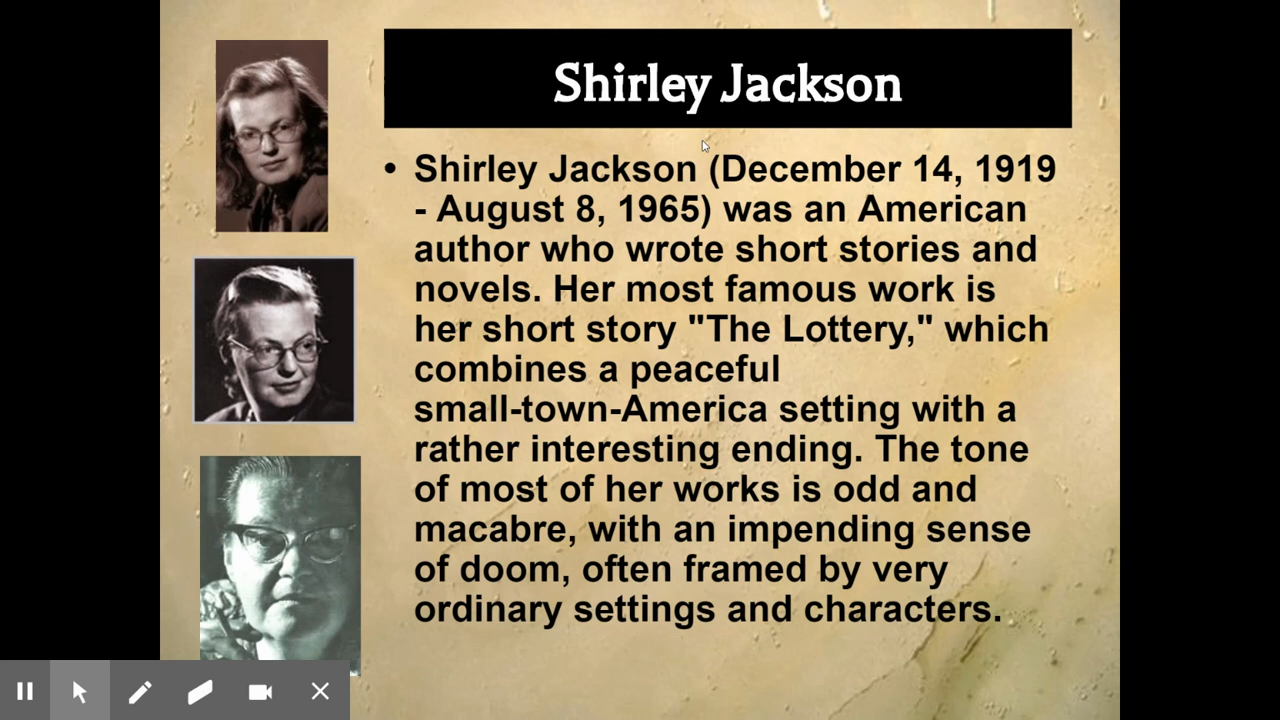 Shirley Jackson
• Shirley Jackson (December 14, 1919
- August 8, 1965) was an American
author who wrote short stories and
novels. Her most famous work is
her short story "The Lottery," which
combines a peaceful
small-town-America setting with a
rather interesting ending. The tone
of most of her works is odd and
macabre, with an impending sense
of doom, often framed by very
ordinary settings and characters.